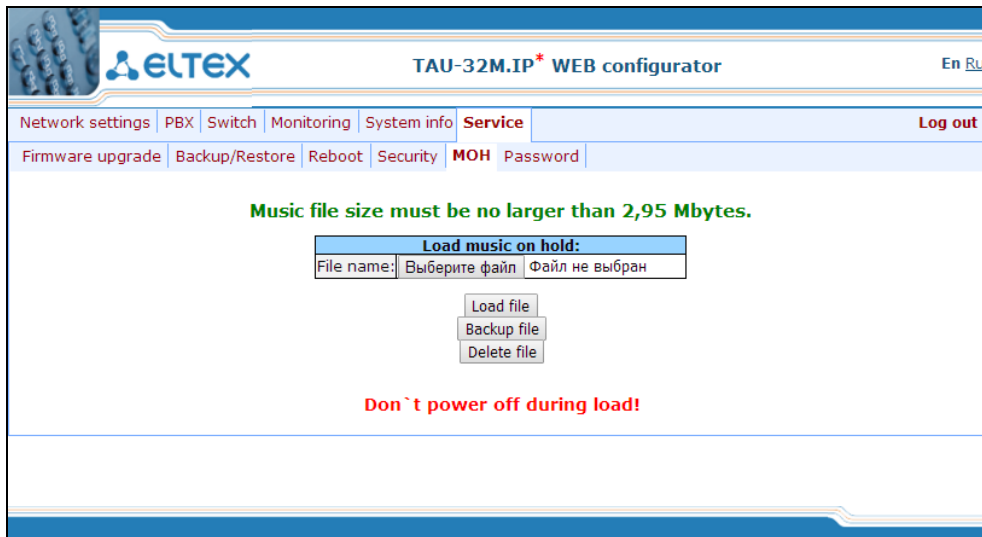 ELTEX
TAU-32M.IP* WEB configurator
En Ru
Network settings PBX Switch Monitoring System info Service Log out
Firmware upgrade Backup/Restore Reboot Security MOH Password
Music file size must be no larger than 2,95 Mbytes.
Load music on hold:
File name: Выберите файл Файл не выбран
Load file
Backup file
Delete file
Don`t power off during load!